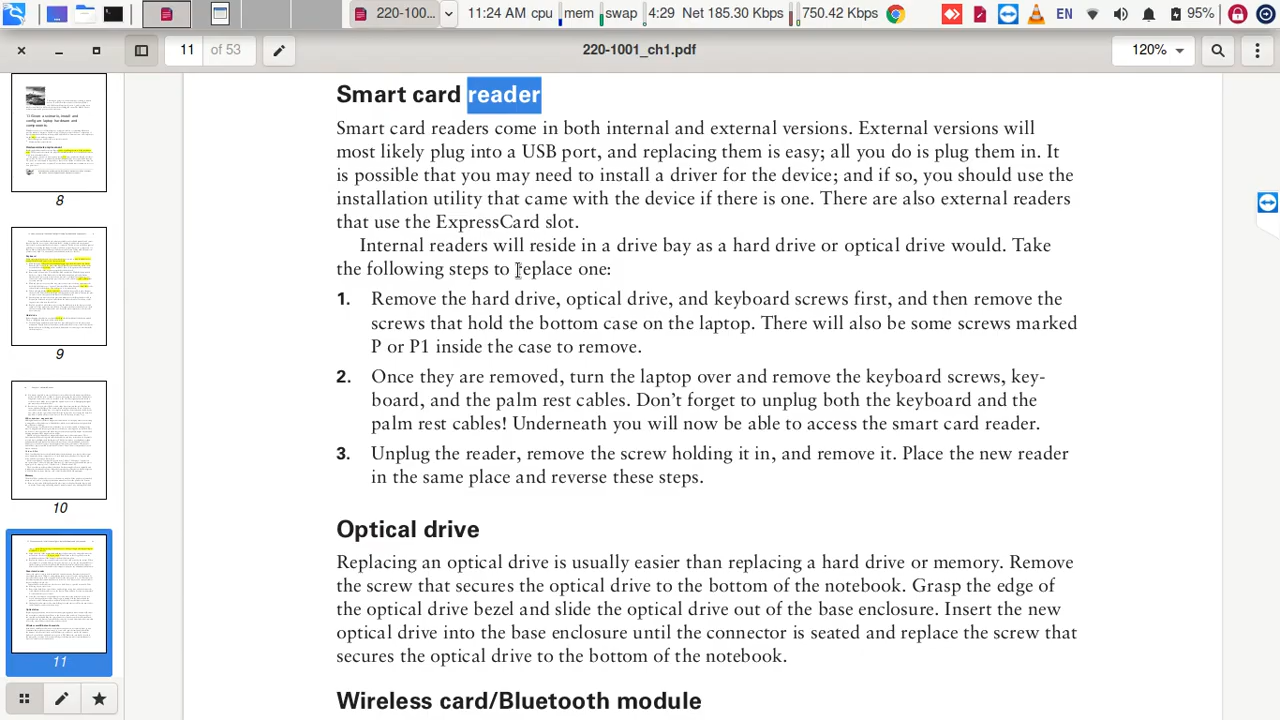 220-100
11:24
cpu
mem
swap
4:29 Net 185.30 Kbps
750.42 Kbps
EN
95%
11 of 53
220-1001_ch1.pdf
120%
8
9
10
11
Smart card reader
Smart card readers come in both internal and external versions. External versions will
most likely use a USB port, and replacing them is easy; all you do is plug them in. It
is possible that you may need to install a driver for the device; and if so, you should use the
installation utility that came with the device if there is one. There are also external readers
that use the ExpressCard slot.
Internal readers will reside in a drive bay as a hard drive or optical drive would. Take
the following steps to replace one:
1. Remove the hard drive, optical drive, and keyboard screws first, and then remove the
screws that hold the bottom case on the laptop. There will also be some screws marked
P or P1 inside the case to remove.
2. Once they are removed, turn the laptop over and remove the keyboard screws, key-
board, and the palm rest cables. Don't forget to unplug both the keyboard and the
palm rest cables. Underneath you will now be able to access the smart card reader.
3. Unplug the reader, remove the screw holding it in, and remove it. Place the new reader
in the same place and reverse these steps.
Optical drive
Replacing an optical drive is usually easier than replacing a hard drive or memory. Remove
the screw that secures the optical drive to the bottom of the notebook. Grasp the edge of
the optical drive bezel and slide the optical drive out of the base enclosure. Insert the new
optical drive into the base enclosure until the connector is seated and replace the screw that
secures the optical drive to the bottom of the notebook.
Wireless card/Bluetooth module